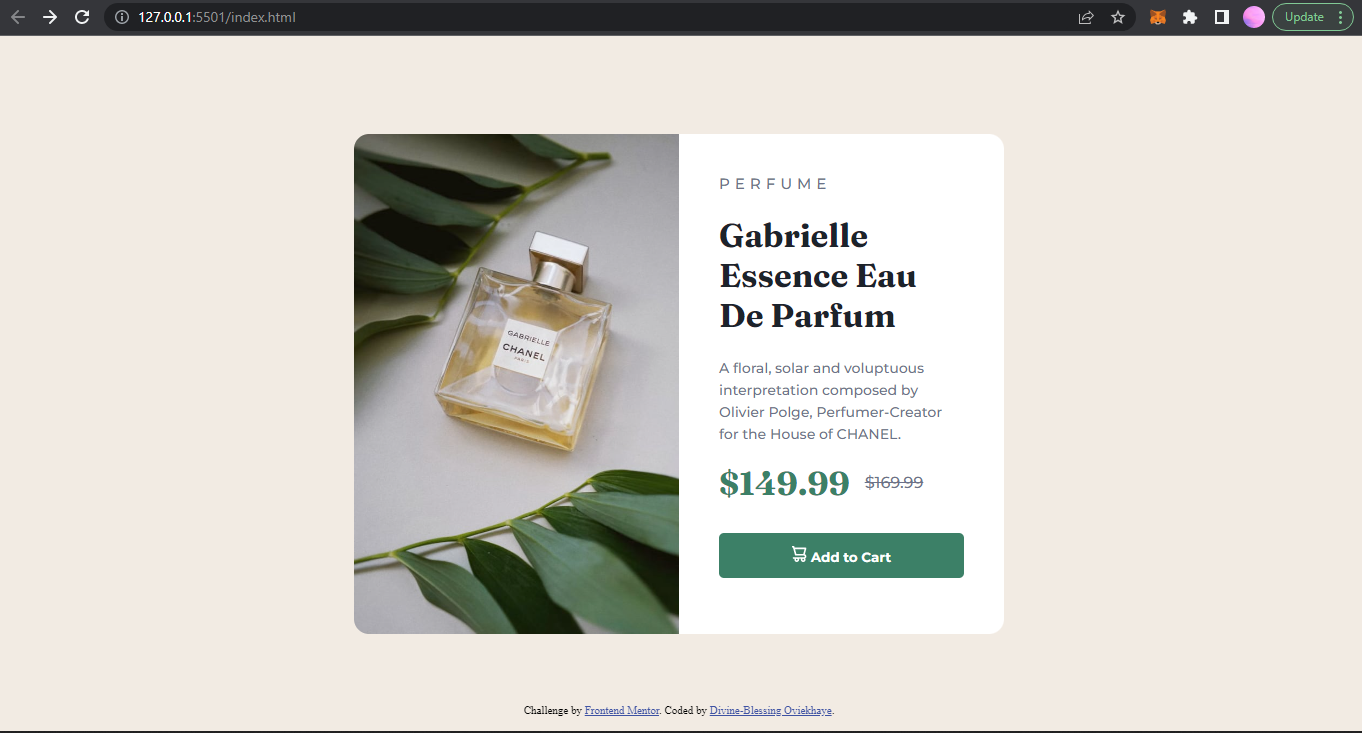 127.0.0.1:5501/index.html
Update
GABRIELLE
CHANEL
PARIS
PERFUME
Gabrielle
Essence Eau
De Parfum
A floral, solar and voluptuous
interpretation composed by
Olivier Polge, Perfumer-Creator
for the House of CHANEL.
$149.99 $169.99
Add to Cart
Challenge by Frontend Mentor. Coded by Divine-Blessing Oviekhaye.